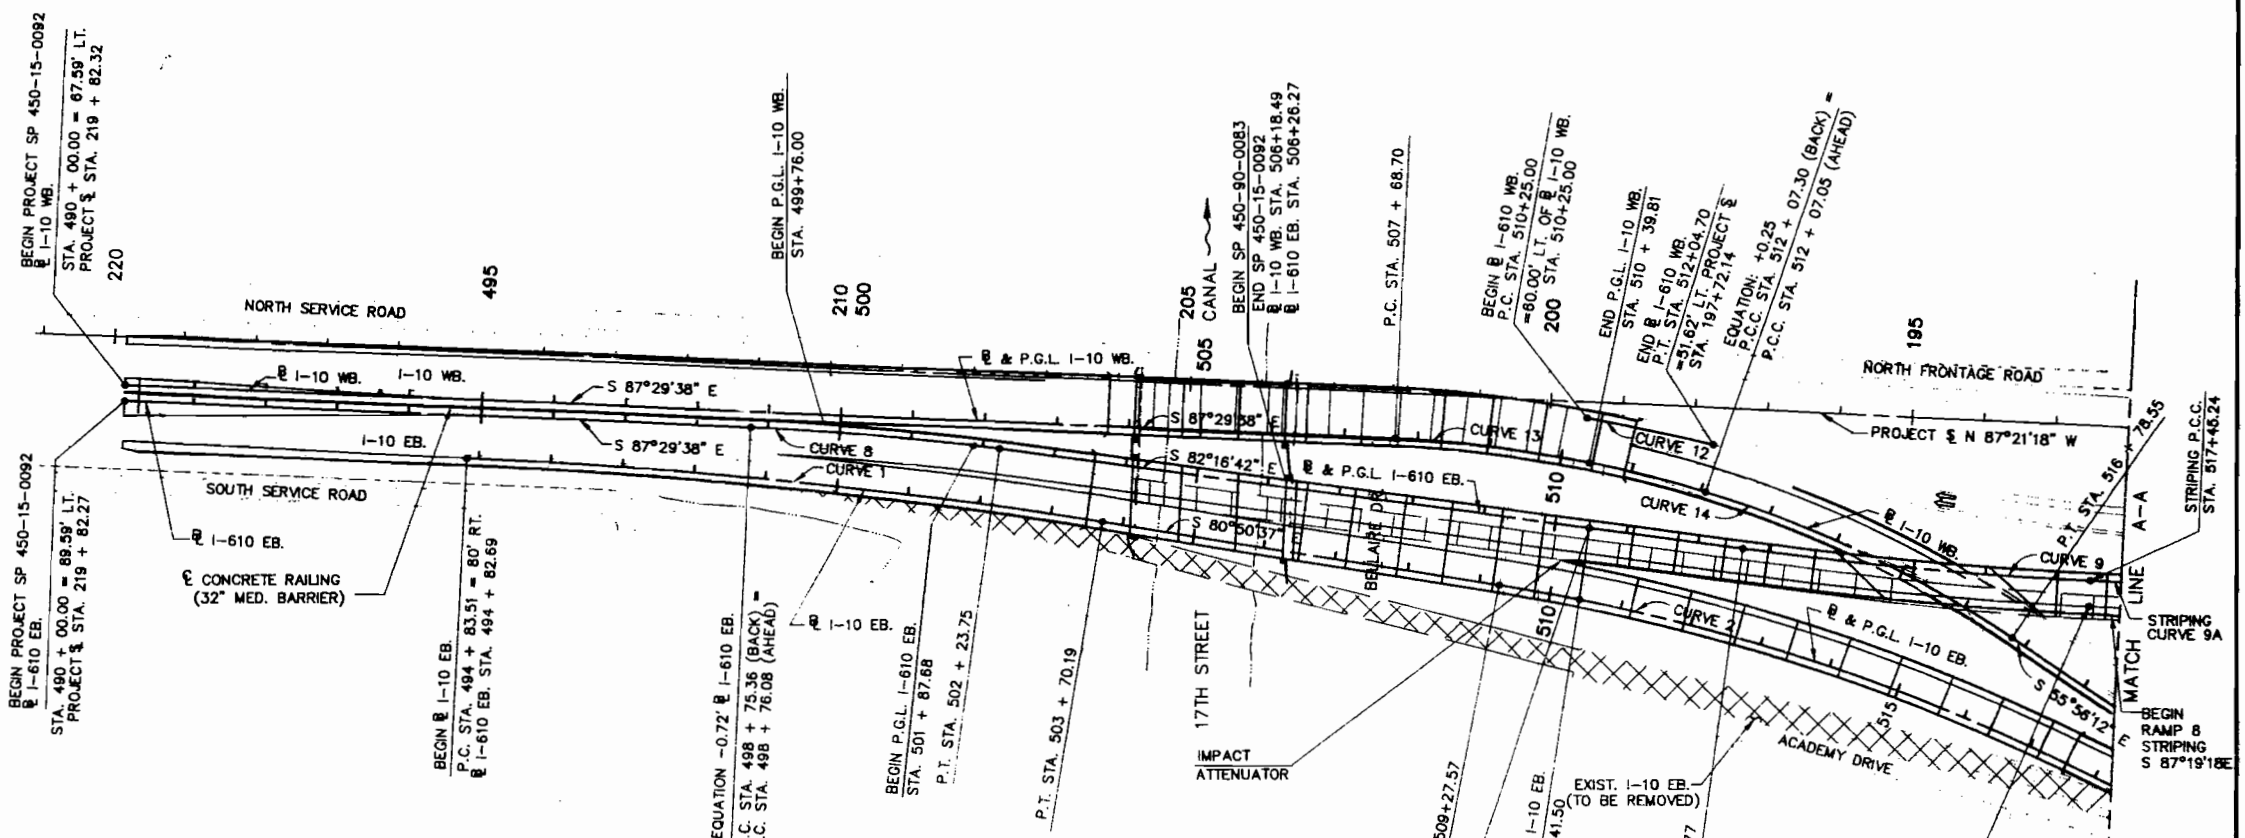 BEGIN PROJECT SP 450-15-0092
℄ I-10 WB.
STA. 490 + 00.00 = 67.59' LT.
PROJECT ℄ STA. 219 + 82.32
220
NORTH SERVICE ROAD
495
BEGIN P.G.L. I-10 WB.
STA. 499+76.00
210
500
205
505
CANAL
BEGIN SP 450-90-0083
END SP 450-15-0092
℄ I-10 WB. STA. 506+18.49
℄ I-610 EB. STA. 506+26.27
P.C. STA. 507 + 68.70
BEGIN ℄ I-610 WB.
P.C. STA. 510+25.00
=60.00' LT. OF ℄ I-10 WB.
STA. 510+25.00
200
END P.G.L. I-10 WB.
STA. 510 + 39.81
END ℄ I-610 WB.
P.T. STA. 512+04.70
=51.62' LT. PROJECT ℄
STA. 197+72.14
EQUATION: +0.25
P.C.C. STA. 512 + 07.30 (BACK) =
P.C. STA. 512 + 07.05 (AHEAD)
195
NORTH FRONTAGE ROAD
℄ I-10 WB.
I-10 WB.
S 87°29'38" E
℄ & P.G.L. I-10 WB.
S 87°29'38" E
CURVE 13
CURVE 12
PROJECT ℄ N 87°21'18" W
P.T. STA. 516 + 78.55
STRIPING P.C.C.
STA. 517+45.24
I-10 EB.
S 87°29'38" E
CURVE 8
CURVE 1
S 82°16'42" E
℄ & P.G.L. I-610 EB.
BELLAIRE DR.
510
CURVE 14
℄ I-10 WB.
CURVE 9
MATCH LINE A-A
SOUTH SERVICE ROAD
S 80°50'37"
℄ I-610 EB.
℄ CONCRETE RAILING
(32" MED. BARRIER)
℄ I-10 EB.
510
CURVE 2
℄ & P.G.L. I-10 EB.
STRIPING
CURVE 9A
BEGIN PROJECT SP 450-15-0092
℄ I-610 EB.
STA. 490 + 00.00 = 89.59' LT.
PROJECT ℄ STA. 219 + 82.27
BEGIN ℄ I-10 EB.
P.C. STA. 494 + 83.51 = 80' RT.
℄ I-610 EB. STA. 494 + 82.69
EQUATION -0.72' ℄ I-610 EB.
.C. STA. 498 + 75.36 (BACK) =
.C. STA. 498 + 76.08 (AHEAD)
BEGIN P.G.L. I-610 EB.
STA. 501 + 87.68
P.T. STA. 502 + 23.75
P.T. STA. 503 + 70.19
17TH STREET
IMPACT
ATTENUATOR
509+27.57
I-10 EB.
41.50
EXIST. I-10 EB.
(TO BE REMOVED)
77
ACADEMY DRIVE
515
S 55°56'12" E
BEGIN
RAMP 8
STRIPING
S 87°19'18E